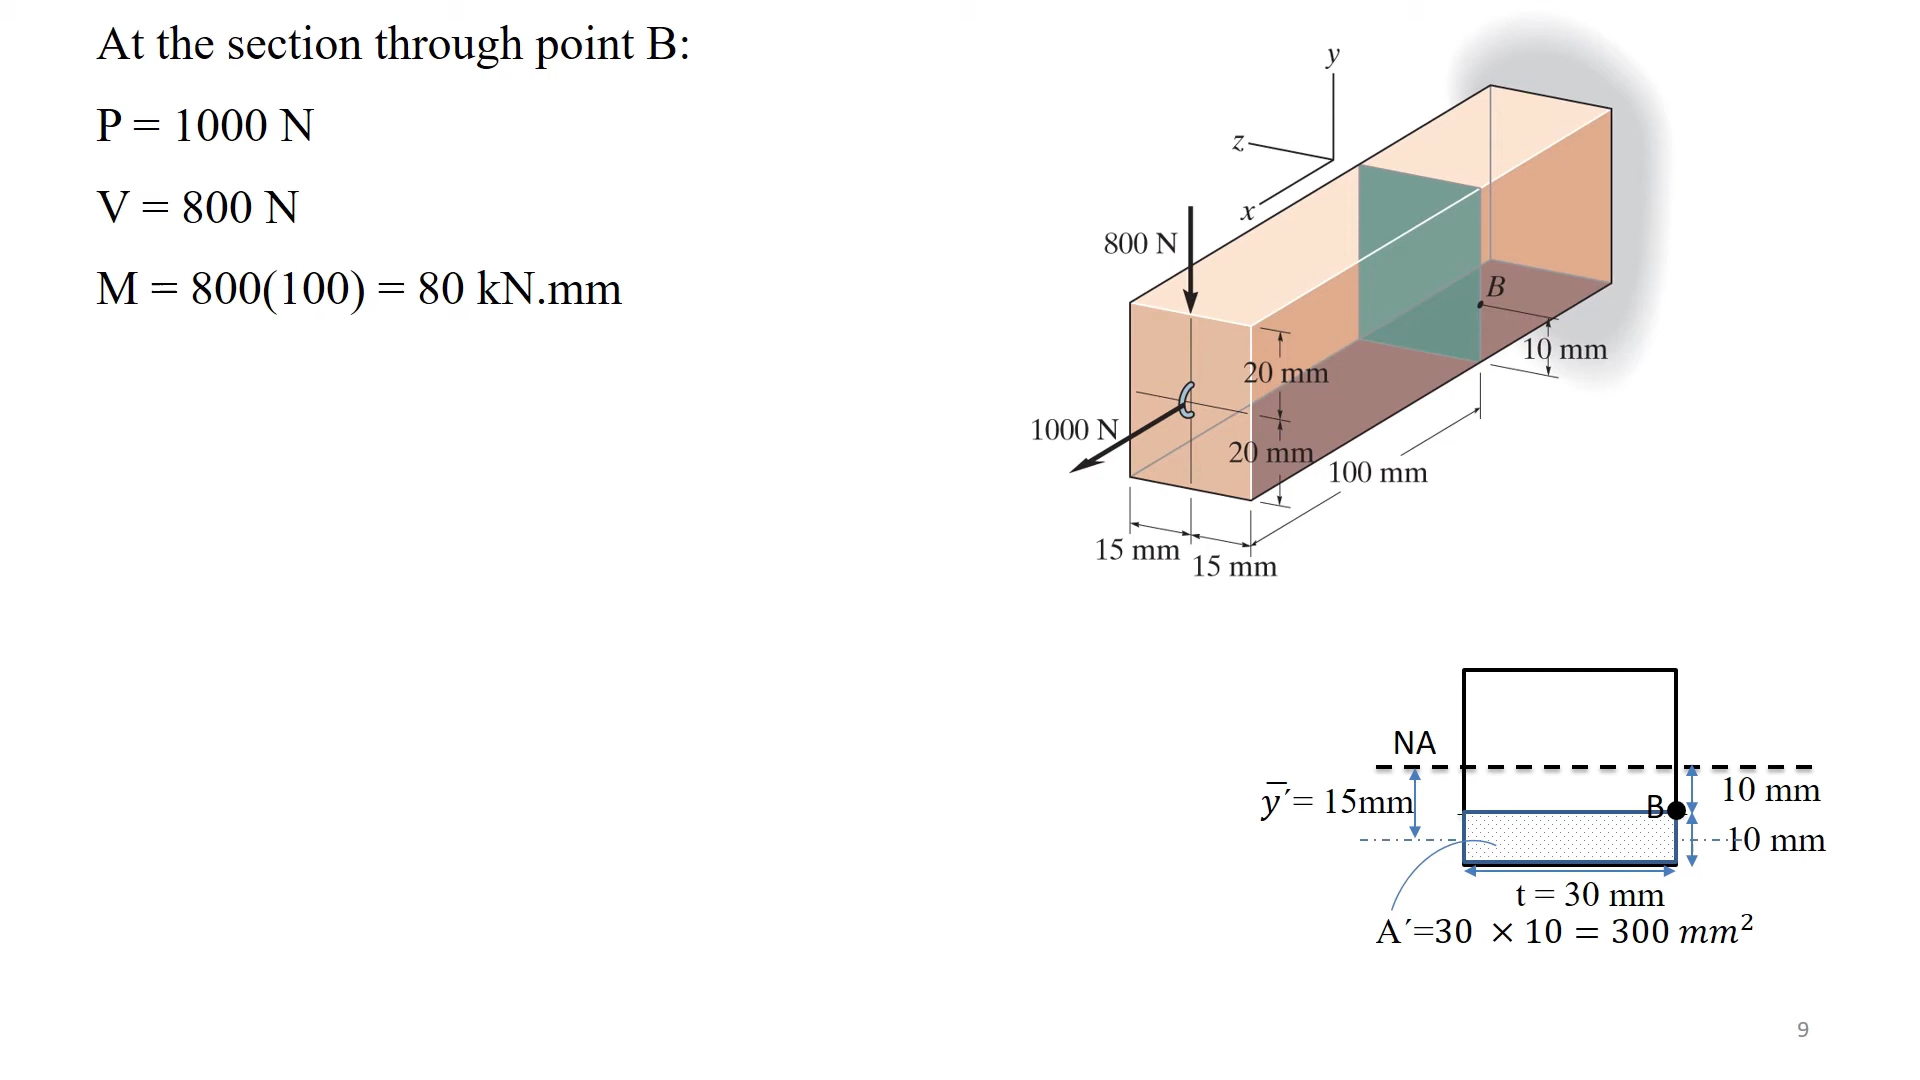 At the section through point B:
P = 1000 N
V = 800 N
M = 800(100) = 80 kN.mm
y
z
x
800 N
B
10 mm
20 mm
1000 N
20 mm
100 mm
15 mm
15 mm
NA
10 mm
y̅´= 15mm
B
10 mm
t = 30 mm
A´=30 × 10 = 300 mm²
9